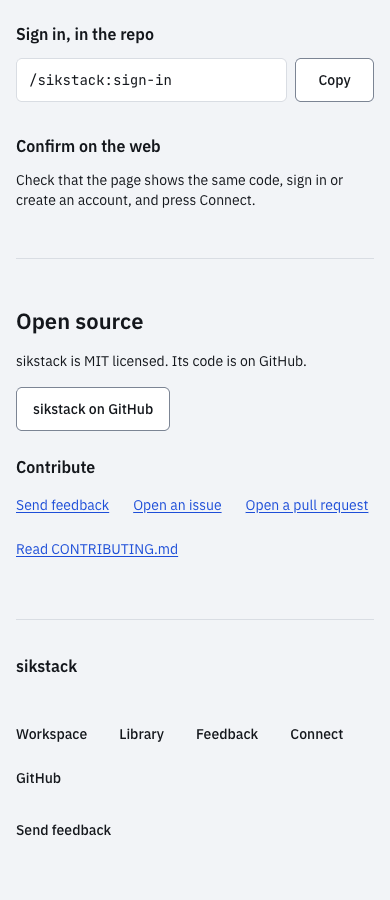 Sign in, in the repo
/sikstack:sign-in
Copy
Confirm on the web
Check that the page shows the same code, sign in or
create an account, and press Connect.
Open source
sikstack is MIT licensed. Its code is on GitHub.
sikstack on GitHub
Contribute
Send feedback Open an issue Open a pull request
Read CONTRIBUTING.md
sikstack
Workspace Library Feedback Connect
GitHub
Send feedback